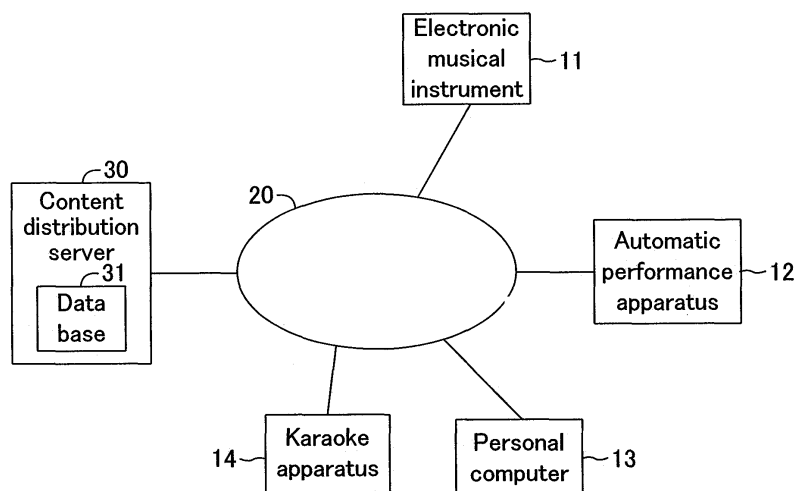 Electronic
musical
instrument
11
30
Content
distribution
server
31
Data
base
20
Automatic
performance
apparatus
12
14
Karaoke
apparatus
Personal
computer
13